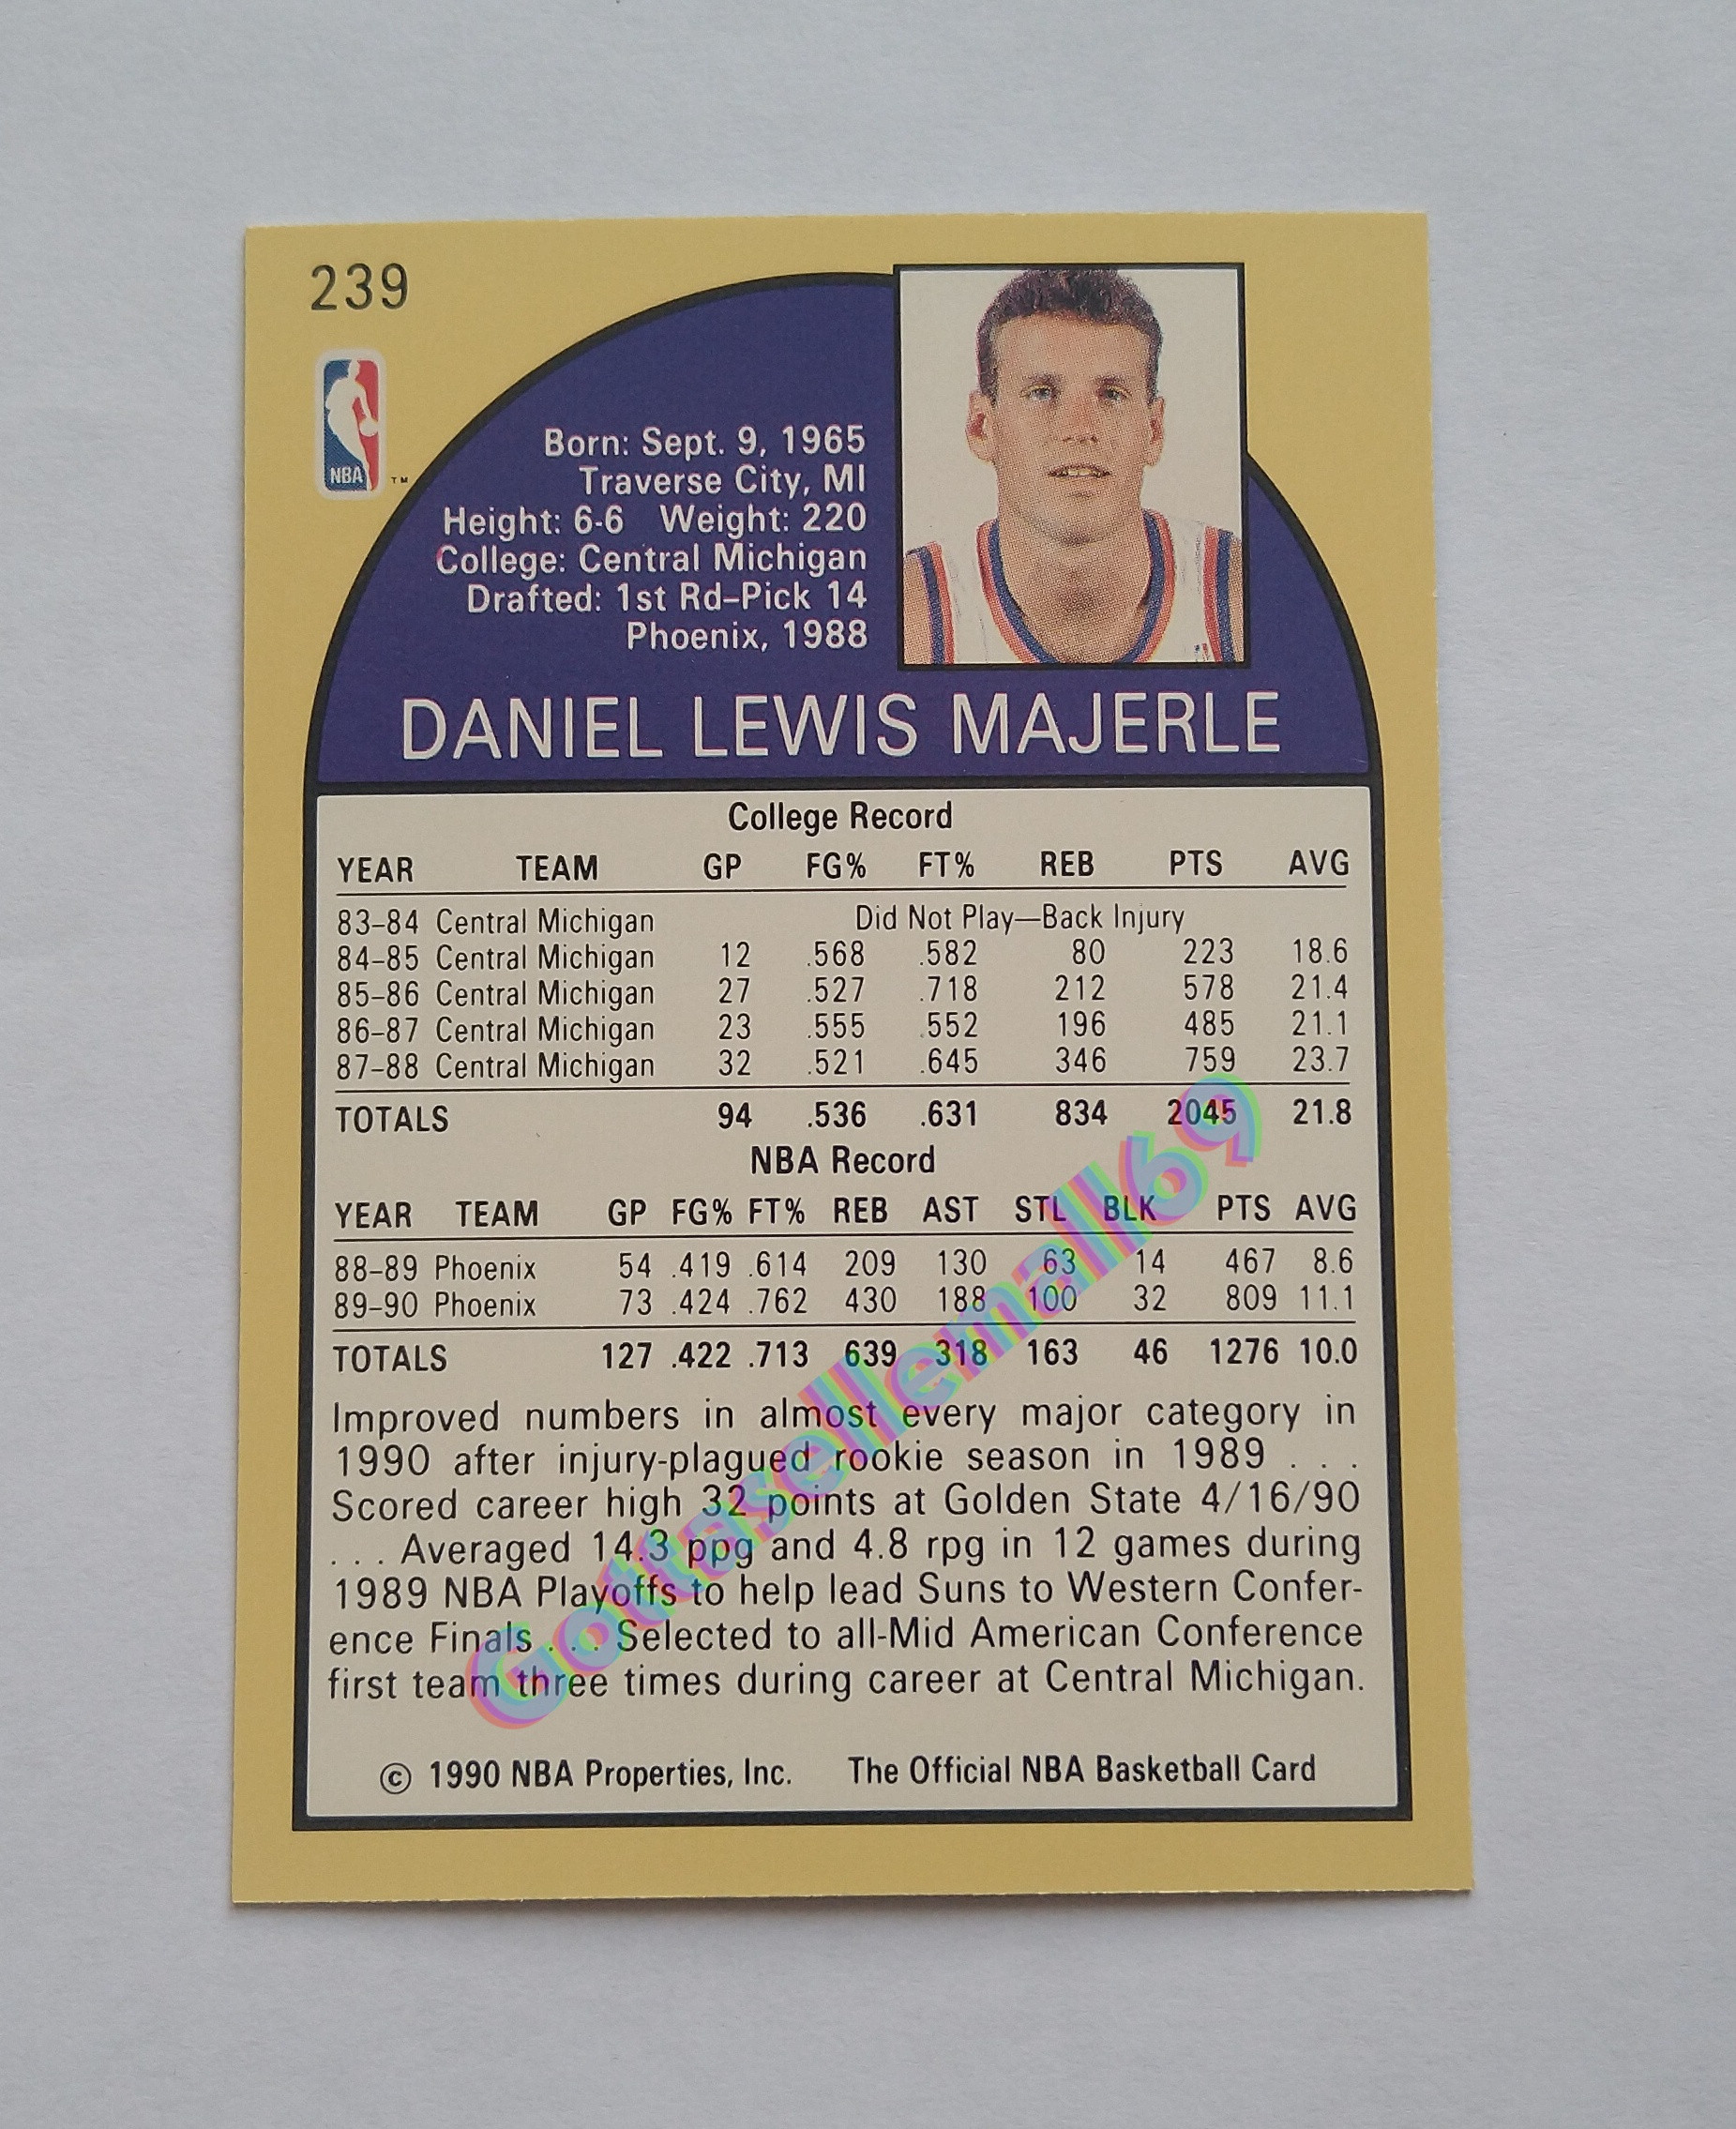 239
NBA
TM
Born: Sept. 9, 1965
Traverse City, MI
Height: 6-6 Weight: 220
College: Central Michigan
Drafted: 1st Rd–Pick 14
Phoenix, 1988
DANIEL LEWIS MAJERLE
College Record
YEAR TEAM GP FG% FT% REB PTS AVG
83–84 Central Michigan Did Not Play—Back Injury
84–85 Central Michigan 12 .568 .582 80 223 18.6
85–86 Central Michigan 27 .527 .718 212 578 21.4
86–87 Central Michigan 23 .555 .552 196 485 21.1
87–88 Central Michigan 32 .521 .645 346 759 23.7
TOTALS 94 .536 .631 834 2045 21.8
NBA Record
YEAR TEAM GP FG% FT% REB AST STL BLK PTS AVG
88–89 Phoenix 54 .419 .614 209 130 63 14 467 8.6
89–90 Phoenix 73 .424 .762 430 188 100 32 809 11.1
TOTALS 127 .422 .713 639 318 163 46 1276 10.0
Improved numbers in almost every major category in
1990 after injury-plagued rookie season in 1989 . . .
Scored career high 32 points at Golden State 4/16/90
. . . Averaged 14.3 ppg and 4.8 rpg in 12 games during
1989 NBA Playoffs to help lead Suns to Western Confer-
ence Finals . . . Selected to all-Mid American Conference
first team three times during career at Central Michigan.
© 1990 NBA Properties, Inc. The Official NBA Basketball Card
Gottasellemall69